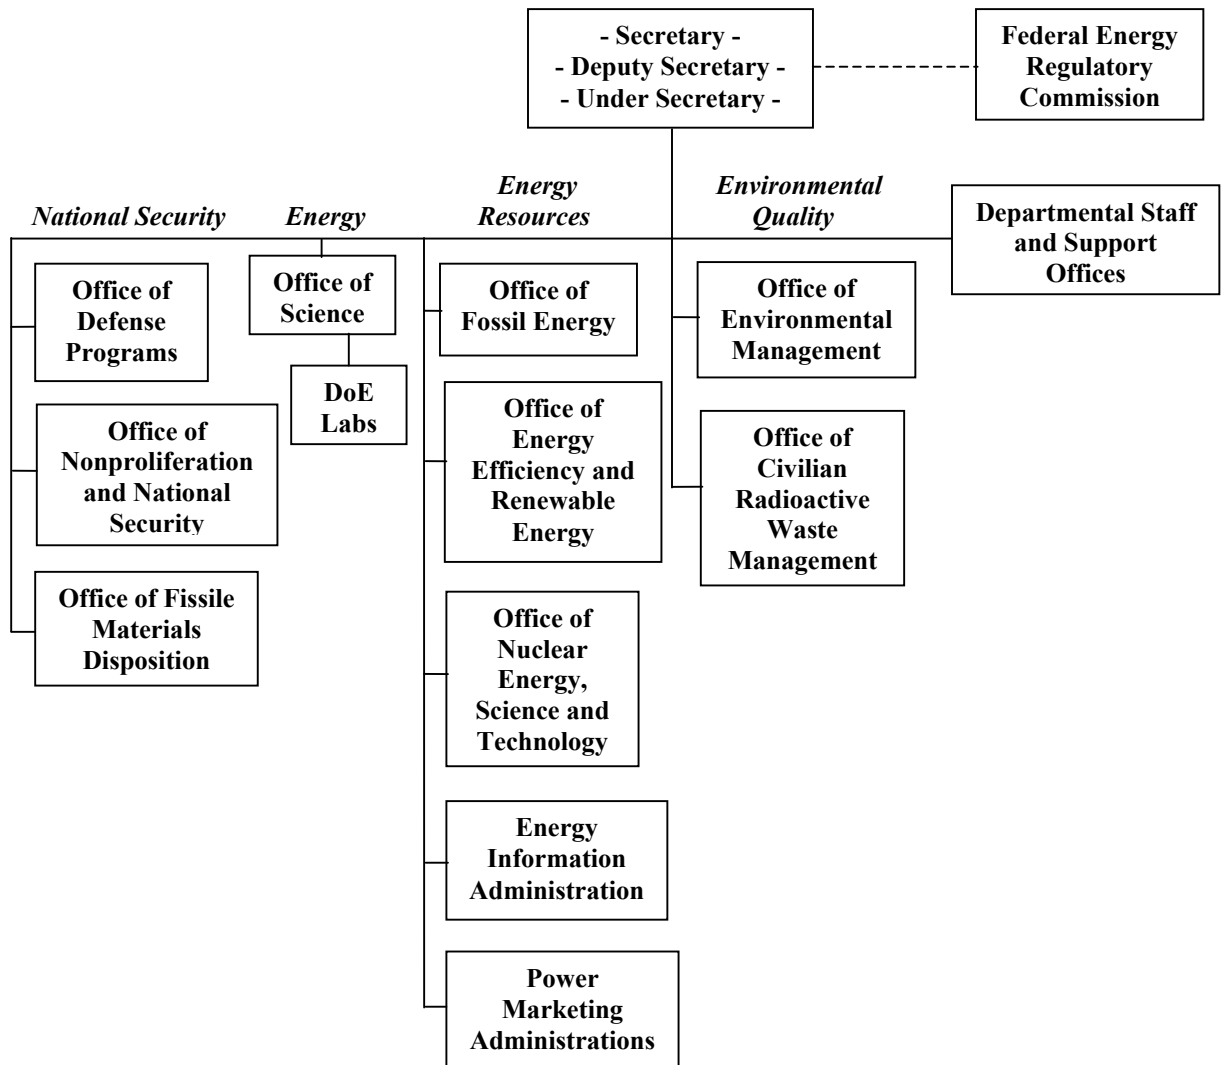 - Secretary -
- Deputy Secretary -
- Under Secretary -
Federal Energy
Regulatory
Commission
National Security
Energy
Energy
Resources
Environmental
Quality
Departmental Staff
and Support
Offices
Office of
Defense
Programs
Office of
Nonproliferation
and National
Security
Office of Fissile
Materials
Disposition
Office of
Science
DoE
Labs
Office of
Fossil Energy
Office of
Energy
Efficiency and
Renewable
Energy
Office of
Nuclear
Energy,
Science and
Technology
Energy
Information
Administration
Power
Marketing
Administrations
Office of
Environmental
Management
Office of
Civilian
Radioactive
Waste
Management